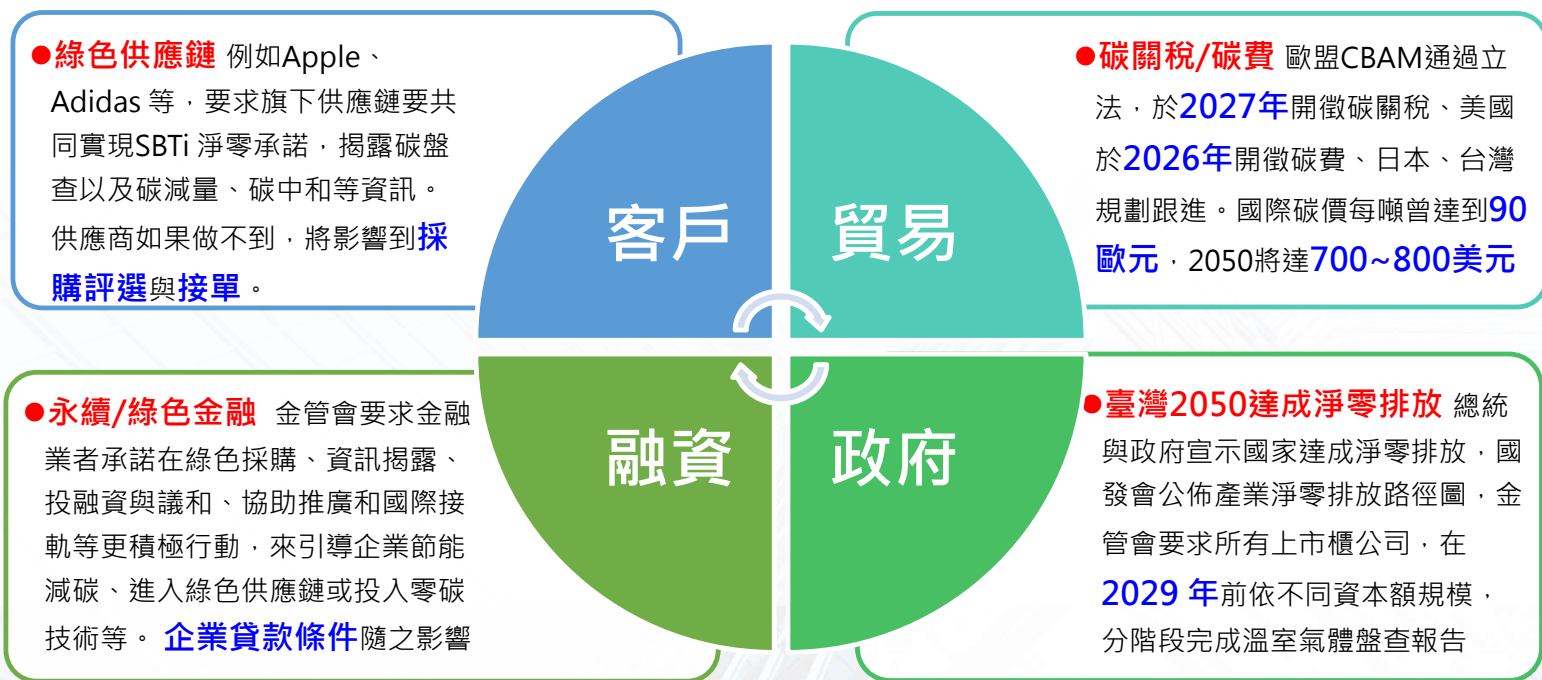 ●綠色供應鏈 例如Apple、
Adidas 等，要求旗下供應鏈要共
同實現SBTi 淨零承諾，揭露碳盤
查以及碳減量、碳中和等資訊。
供應商如果做不到，將影響到採
購評選與接單。
客戶
貿易
●碳關稅/碳費 歐盟CBAM通過立
法，於2027年開徵碳關稅、美國
於2026年開徵碳費、日本、台灣
規劃跟進。國際碳價每噸曾達到90
歐元，2050將達700~800美元
●永續/綠色金融 金管會要求金融
業者承諾在綠色採購、資訊揭露、
投融資與議和、協助推廣和國際接
軌等更積極行動，來引導企業節能
減碳、進入綠色供應鏈或投入零碳
技術等。 企業貸款條件隨之影響
融資
政府
●臺灣2050達成淨零排放 總統
與政府宣示國家達成淨零排放，國
發會公佈產業淨零排放路徑圖，金
管會要求所有上市櫃公司，在
2029 年前依不同資本額規模，
分階段完成溫室氣體盤查報告